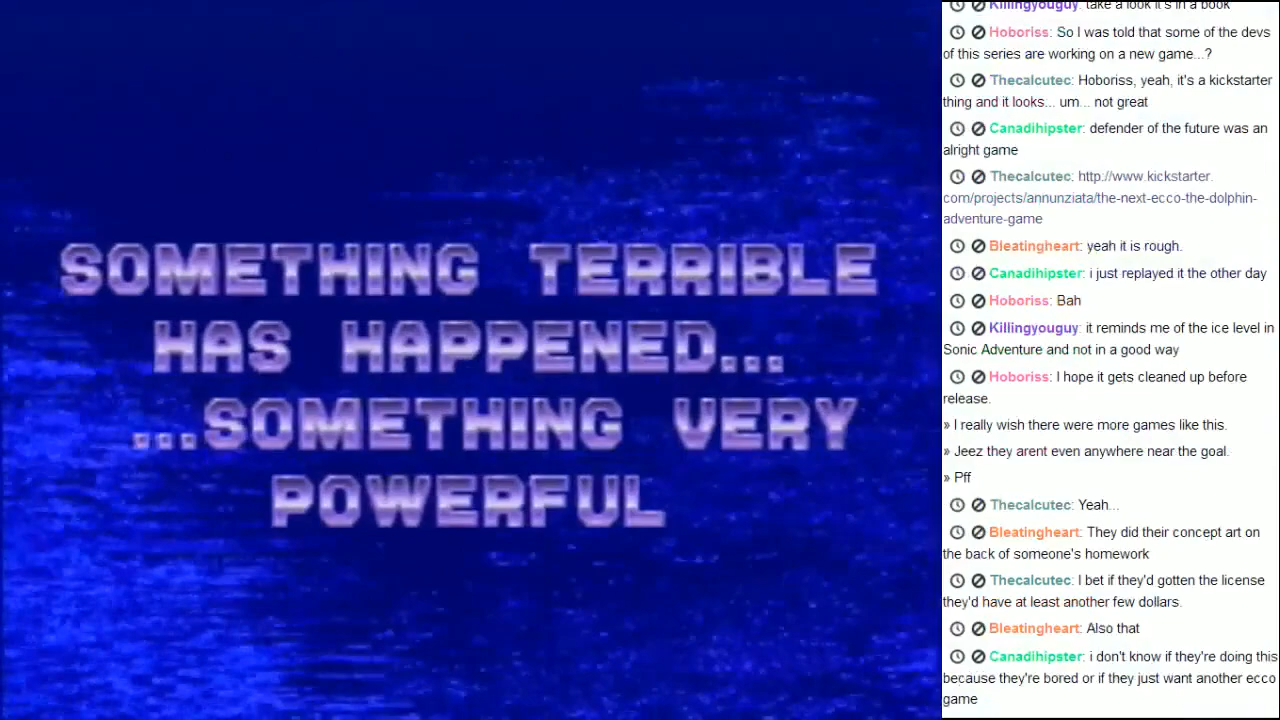 SOMETHING TERRIBLE
HAS HAPPENED...
...SOMETHING VERY
POWERFUL
Killingyouguy: take a look it's in a book
Hoboriss: So I was told that some of the devs
of this series are working on a new game...?
Thecalcutec: Hoboriss, yeah, it's a kickstarter
thing and it looks... um... not great
Canadihipster: defender of the future was an
alright game
Thecalcutec: http://www.kickstarter.
com/projects/annunziata/the-next-ecco-the-dolphin-
adventure-game
Bleatingheart: yeah it is rough.
Canadihipster: i just replayed it the other day
Hoboriss: Bah
Killingyouguy: it reminds me of the ice level in
Sonic Adventure and not in a good way
Hoboriss: I hope it gets cleaned up before
release.
» I really wish there were more games like this.
» Jeez they arent even anywhere near the goal.
» Pff
Thecalcutec: Yeah...
Bleatingheart: They did their concept art on
the back of someone's homework
Thecalcutec: I bet if they'd gotten the license
they'd have at least another few dollars.
Bleatingheart: Also that
Canadihipster: i don't know if they're doing this
because they're bored or if they just want another ecco
game